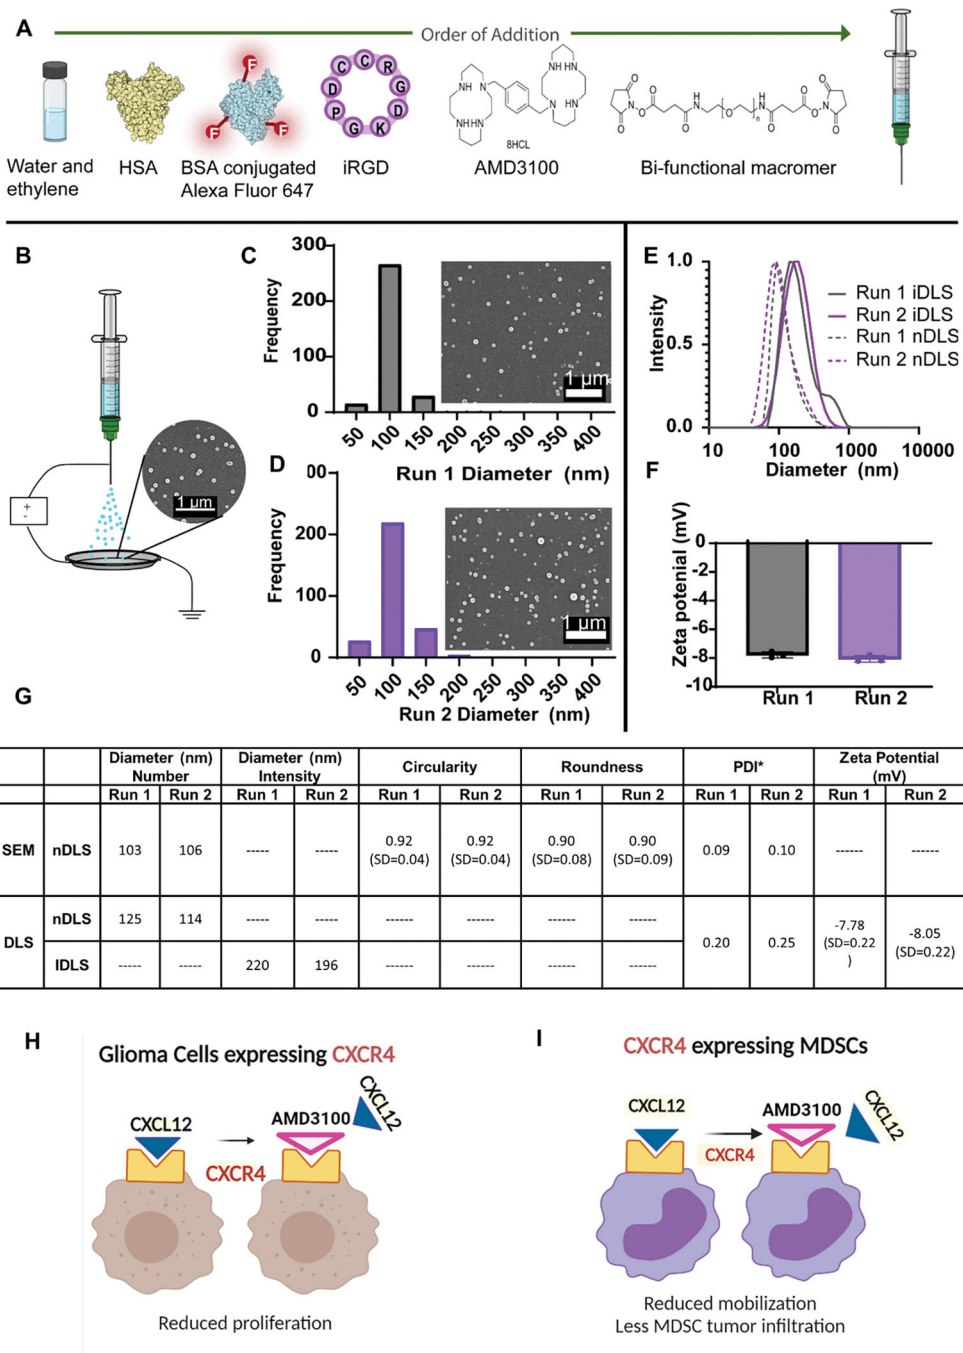 A
Order of Addition
F
F
F
C
C
R
G
D
K
G
P
D
NH HN
NH HN
NH HN
NH HN
8HCL
O
O
N
O
O
H
N
O
O
n
N
H
O
O
O
N
O
O
Water and
ethylene
HSA
BSA conjugated
Alexa Fluor 647
iRGD
AMD3100
Bi-functional macromer
B
+
-
1 μm
C
Frequency
300
200
100
0
1 μm
50 100 150 200 250 300 350 400
Run 1 Diameter (nm)
D
Frequency
00
200
100
0
1 μm
50 100 150 200 250 300 350 400
Run 2 Diameter (nm)
E
Intensity
1.0
0.5
0.0
10 100 1000 10000
Diameter (nm)
Run 1 iDLS
Run 2 iDLS
Run 1 nDLS
Run 2 nDLS
F
Zeta potenial (mV)
0
-2
-4
-6
-8
-10
Run 1 Run 2
G
Diameter (nm) Number Diameter (nm) Intensity Circularity Roundness PDI* Zeta Potential (mV)
Run 1 Run 2 Run 1 Run 2 Run 1 Run 2 Run 1 Run 2 Run 1 Run 2 Run 1 Run 2
SEM nDLS 103 106 ----- ----- 0.92 (SD=0.04) 0.92 (SD=0.04) 0.90 (SD=0.08) 0.90 (SD=0.09) 0.09 0.10 ------ ------
DLS nDLS 125 114 ----- ----- ------ ------ ------ ------ 0.20 0.25 -7.78 (SD=0.22 ) -8.05 (SD=0.22)
IDLS ----- ----- 220 196 ------ ------ ------ ------
H
Glioma Cells expressing CXCR4
CXCL12
AMD3100
CXCL12
CXCR4
Reduced proliferation
I
CXCR4 expressing MDSCs
CXCL12
AMD3100
CXCL12
CXCR4
Reduced mobilization
Less MDSC tumor infiltration